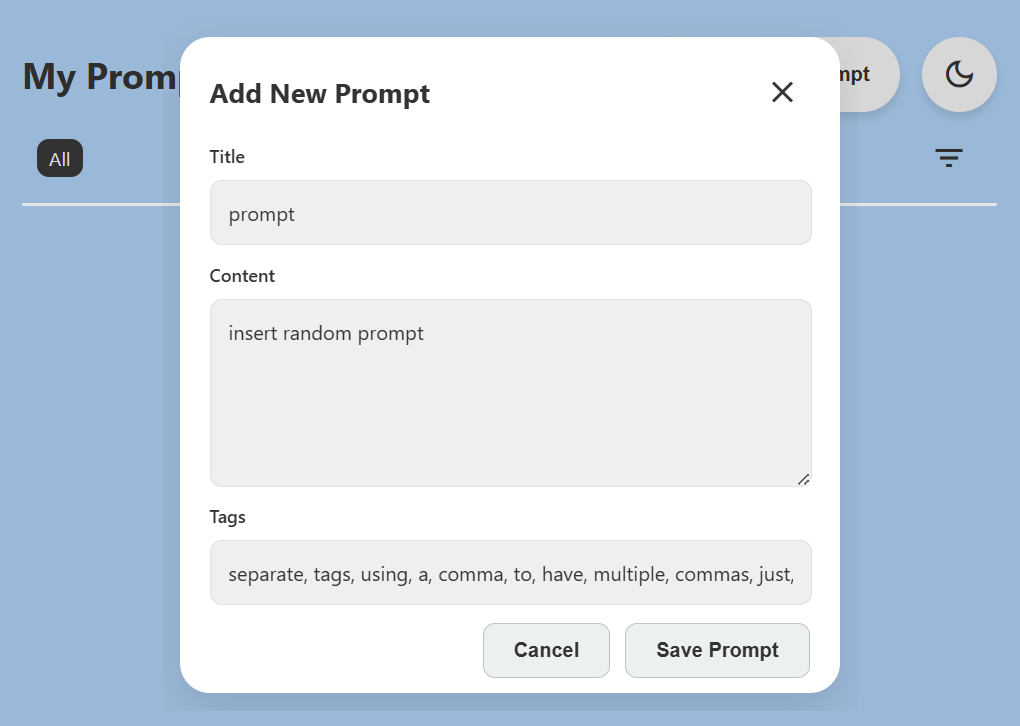 My Promp
mpt
Add New Prompt
All
Title
prompt
Content
insert random prompt
Tags
separate, tags, using, a, comma, to, have, multiple, commas, just,
Cancel
Save Prompt